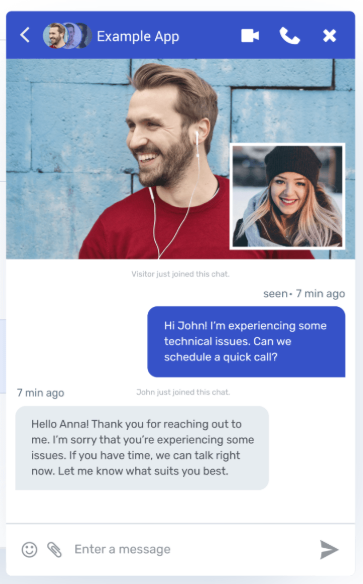 Example App
Visitor just joined this chat.
seen• 7 min ago
Hi John! I'm experiencing some
technical issues. Can we
schedule a quick call?
7 min ago
John just joined this chat.
Hello Anna! Thank you for reaching out to
me. I'm sorry that you're experiencing some
issues. If you have time, we can talk right
now. Let me know what suits you best.
Enter a message